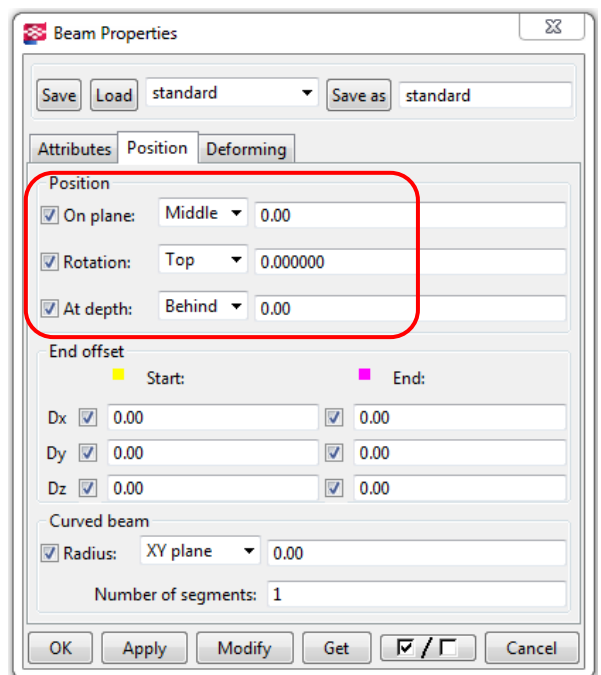 Beam Properties
Save Load standard Save as standard
Attributes Position Deforming
Position
On plane: Middle 0.00
Rotation: Top 0.000000
At depth: Behind 0.00
End offset
Start: End:
Dx 0.00 0.00
Dy 0.00 0.00
Dz 0.00 0.00
Curved beam
Radius: XY plane 0.00
Number of segments: 1
OK Apply Modify Get / Cancel